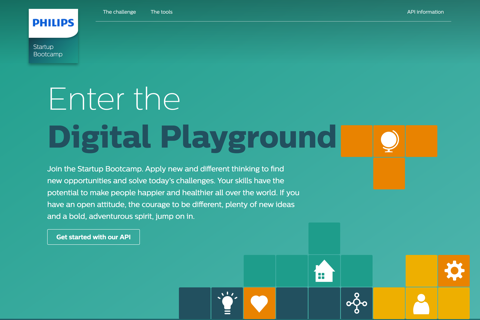 PHILIPS
Startup
Bootcamp
The challenge
The tools
API Information
Enter the
Digital Playground
Join the Startup Bootcamp. Apply new and different thinking to find
new opportunities and solve today's challenges. Your skills have the
potential to make people happier and healthier all over the world. If you
have an open attitude, the courage to be different, plenty of new ideas
and a bold, adventurous spirit, jump on in.
Get started with our API